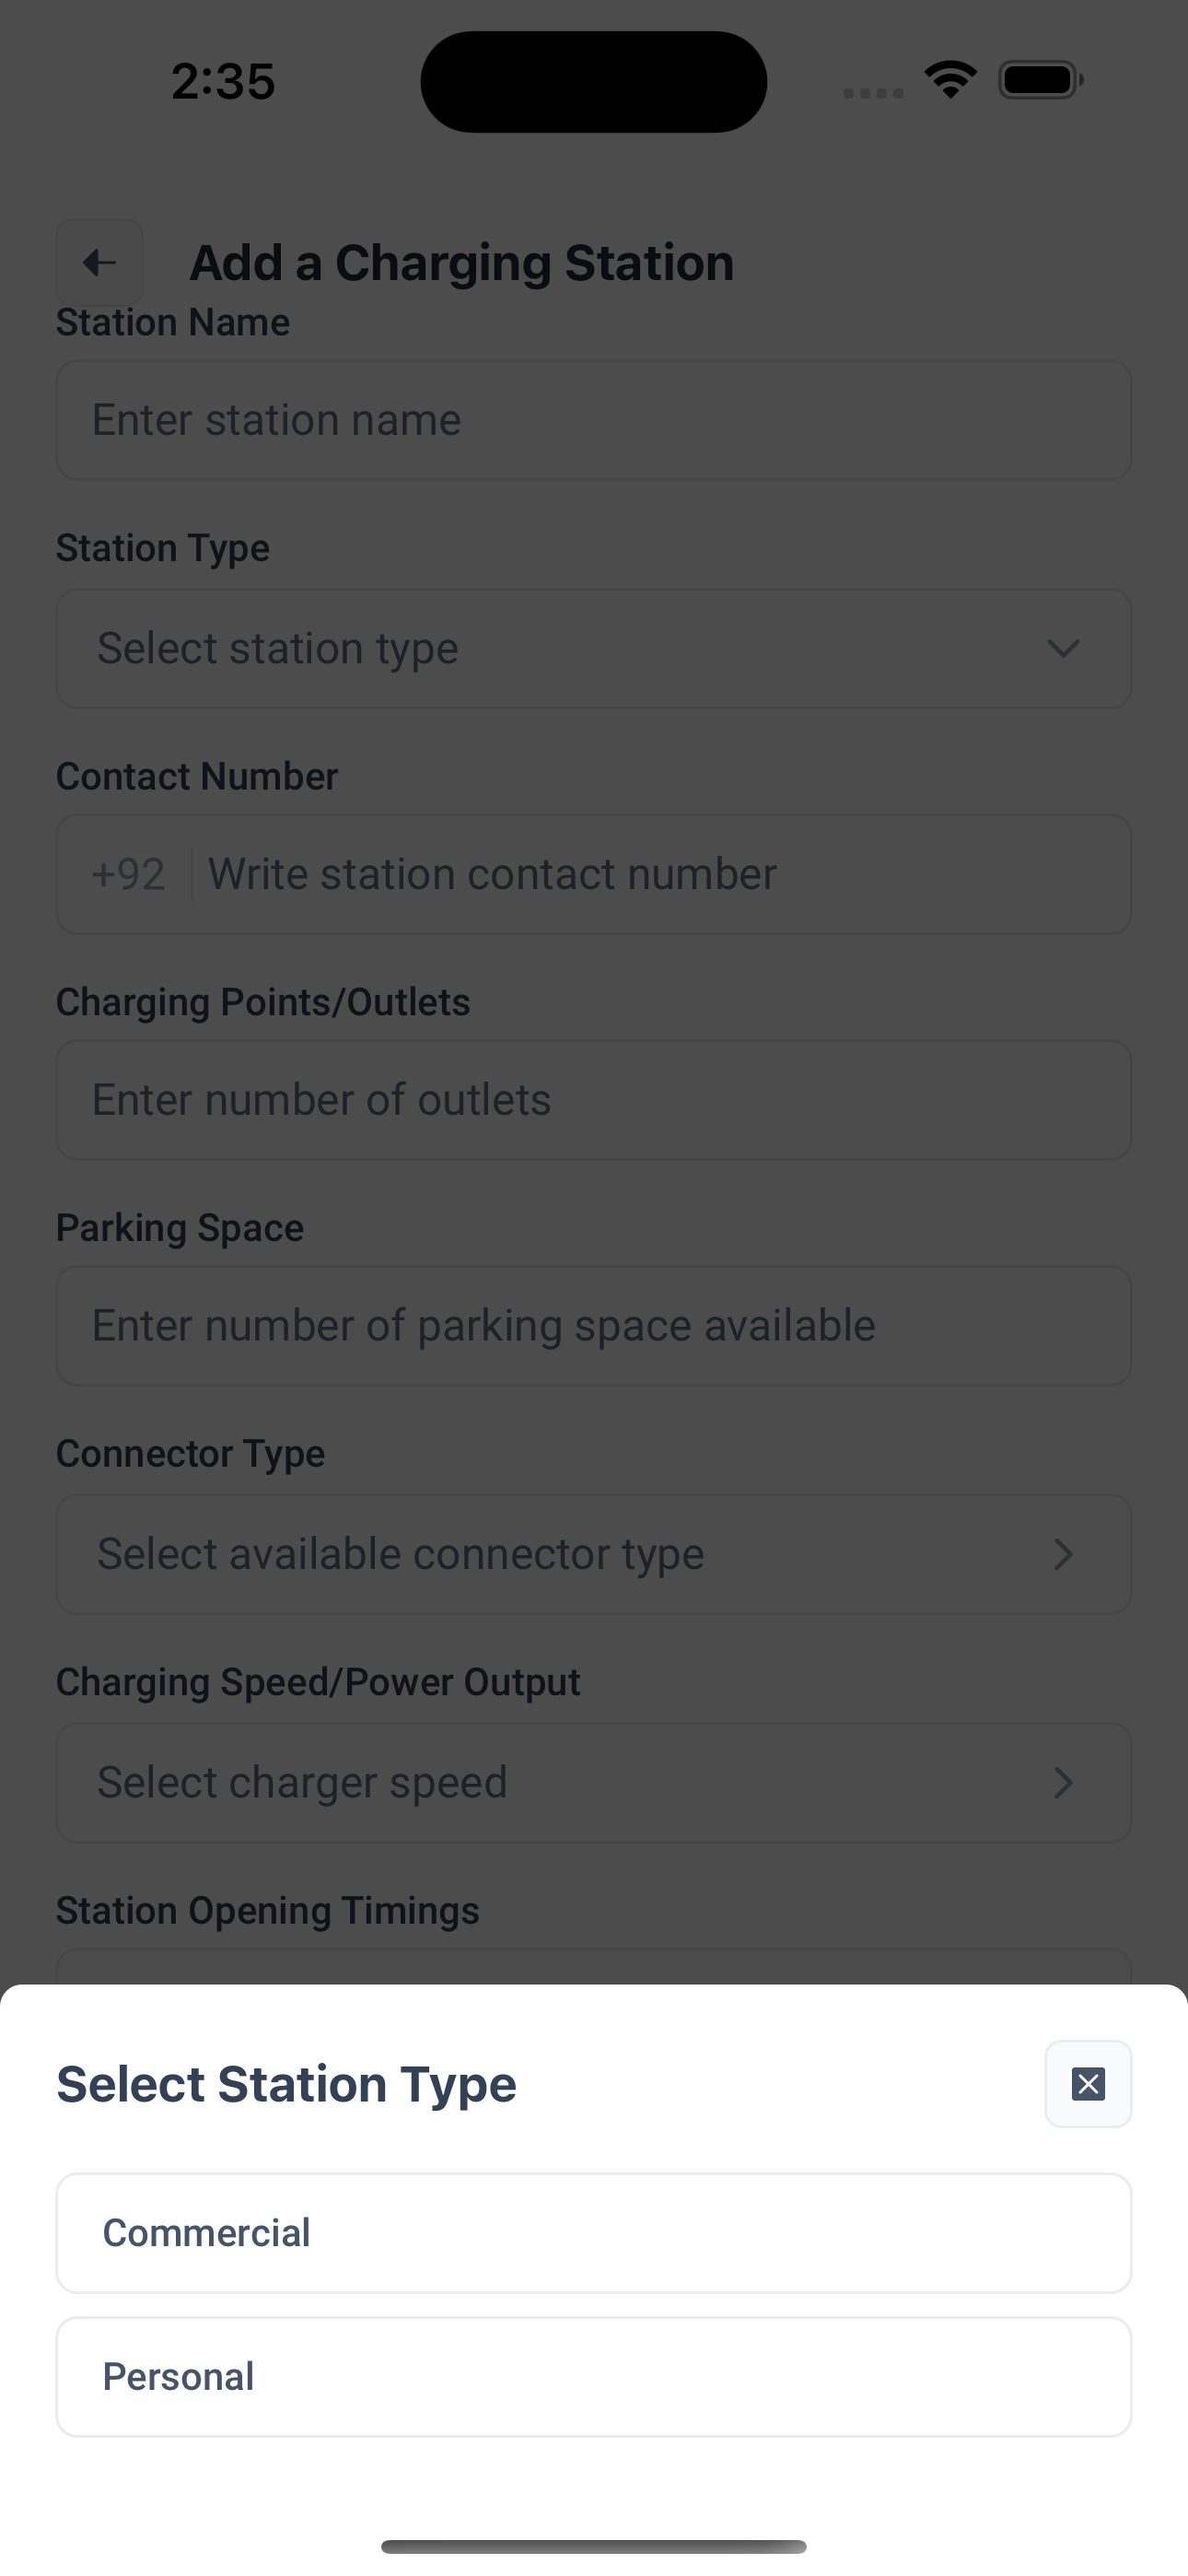 2:35
Add a Charging Station
Station Name
Enter station name
Station Type
Select station type
Contact Number
+92 Write station contact number
Charging Points/Outlets
Enter number of outlets
Parking Space
Enter number of parking space available
Connector Type
Select available connector type
Charging Speed/Power Output
Select charger speed
Station Opening Timings
Select Station Type
Commercial
Personal